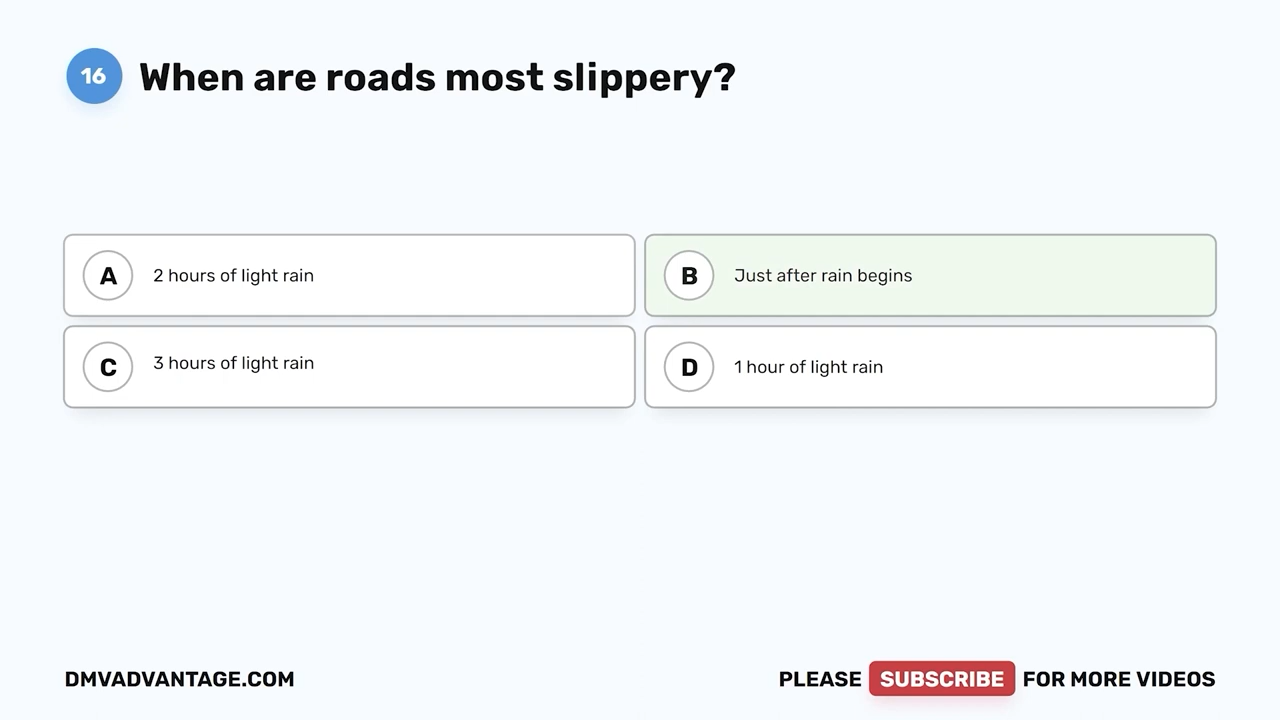 16 When are roads most slippery?
A 2 hours of light rain
B Just after rain begins
C 3 hours of light rain
D 1 hour of light rain
DMVADVANTAGE.COM
PLEASE SUBSCRIBE FOR MORE VIDEOS